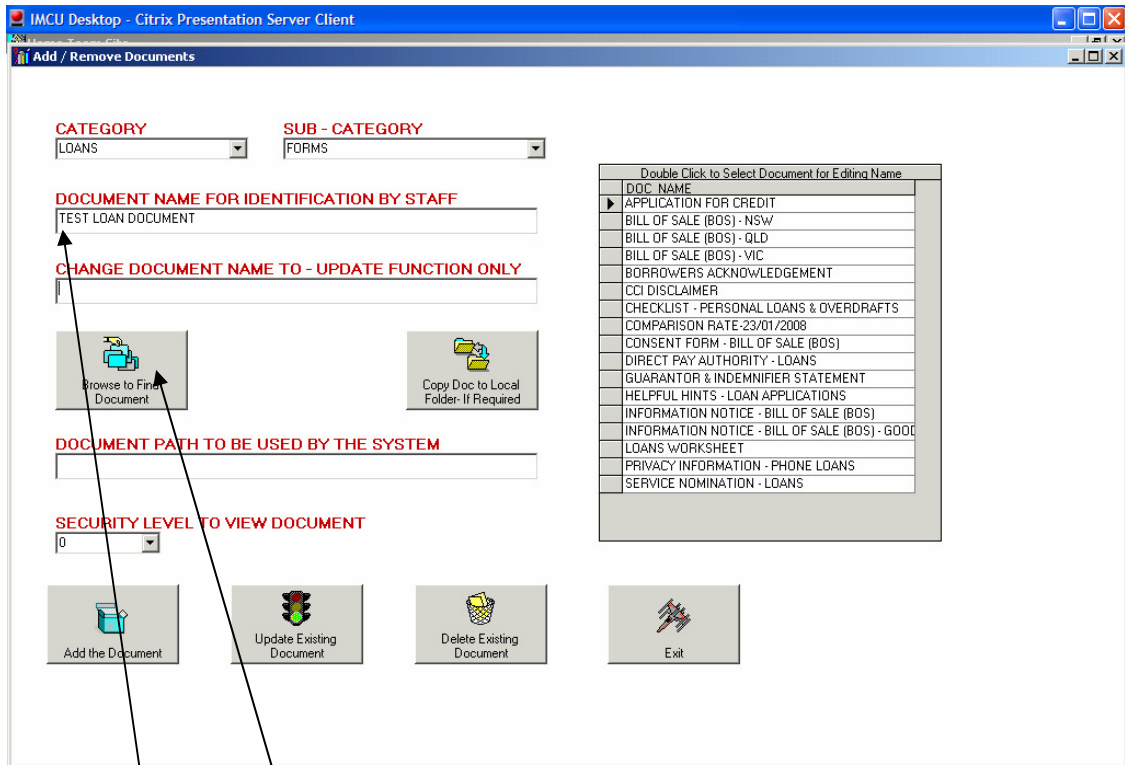 IMCU Desktop - Citrix Presentation Server Client
Add / Remove Documents
CATEGORY
SUB - CATEGORY
LOANS
FORMS
DOCUMENT NAME FOR IDENTIFICATION BY STAFF
TEST LOAN DOCUMENT
CHANGE DOCUMENT NAME TO - UPDATE FUNCTION ONLY
Browse to Find
Document
Copy Doc to Local
Folder- If Required
DOCUMENT PATH TO BE USED BY THE SYSTEM
SECURITY LEVEL TO VIEW DOCUMENT
0
Double Click to Select Document for Editing Name
DOC_NAME
APPLICATION FOR CREDIT
BILL OF SALE (BOS) - NSW
BILL OF SALE (BOS) - QLD
BILL OF SALE (BOS) - VIC
BORROWERS ACKNOWLEDGEMENT
CCI DISCLAIMER
CHECKLIST - PERSONAL LOANS & OVERDRAFTS
COMPARISON RATE-23/01/2008
CONSENT FORM - BILL OF SALE (BOS)
DIRECT PAY AUTHORITY - LOANS
GUARANTOR & INDEMNIFIER STATEMENT
HELPFUL HINTS - LOAN APPLICATIONS
INFORMATION NOTICE - BILL OF SALE (BOS)
INFORMATION NOTICE - BILL OF SALE (BOS) - GOOD
LOANS WORKSHEET
PRIVACY INFORMATION - PHONE LOANS
SERVICE NOMINATION - LOANS
Add the Document
Update Existing
Document
Delete Existing
Document
Exit